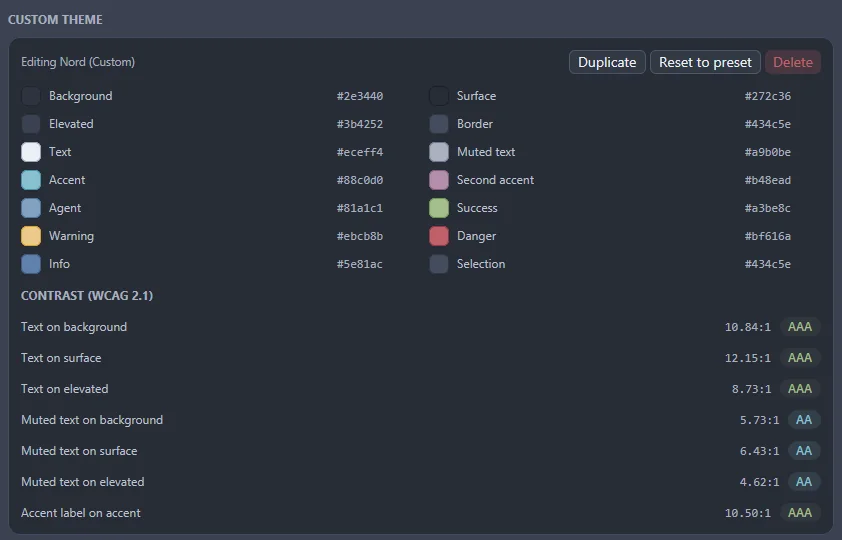 CUSTOM THEME
Editing Nord (Custom) Duplicate Reset to preset Delete
Background #2e3440 Surface #272c36
Elevated #3b4252 Border #434c5e
Text #eceff4 Muted text #a9b0be
Accent #88c0d0 Second accent #b48ead
Agent #81a1c1 Success #a3be8c
Warning #ebcb8b Danger #bf616a
Info #5e81ac Selection #434c5e
CONTRAST (WCAG 2.1)
Text on background 10.84:1 AAA
Text on surface 12.15:1 AAA
Text on elevated 8.73:1 AAA
Muted text on background 5.73:1 AA
Muted text on surface 6.43:1 AA
Muted text on elevated 4.62:1 AA
Accent label on accent 10.50:1 AAA